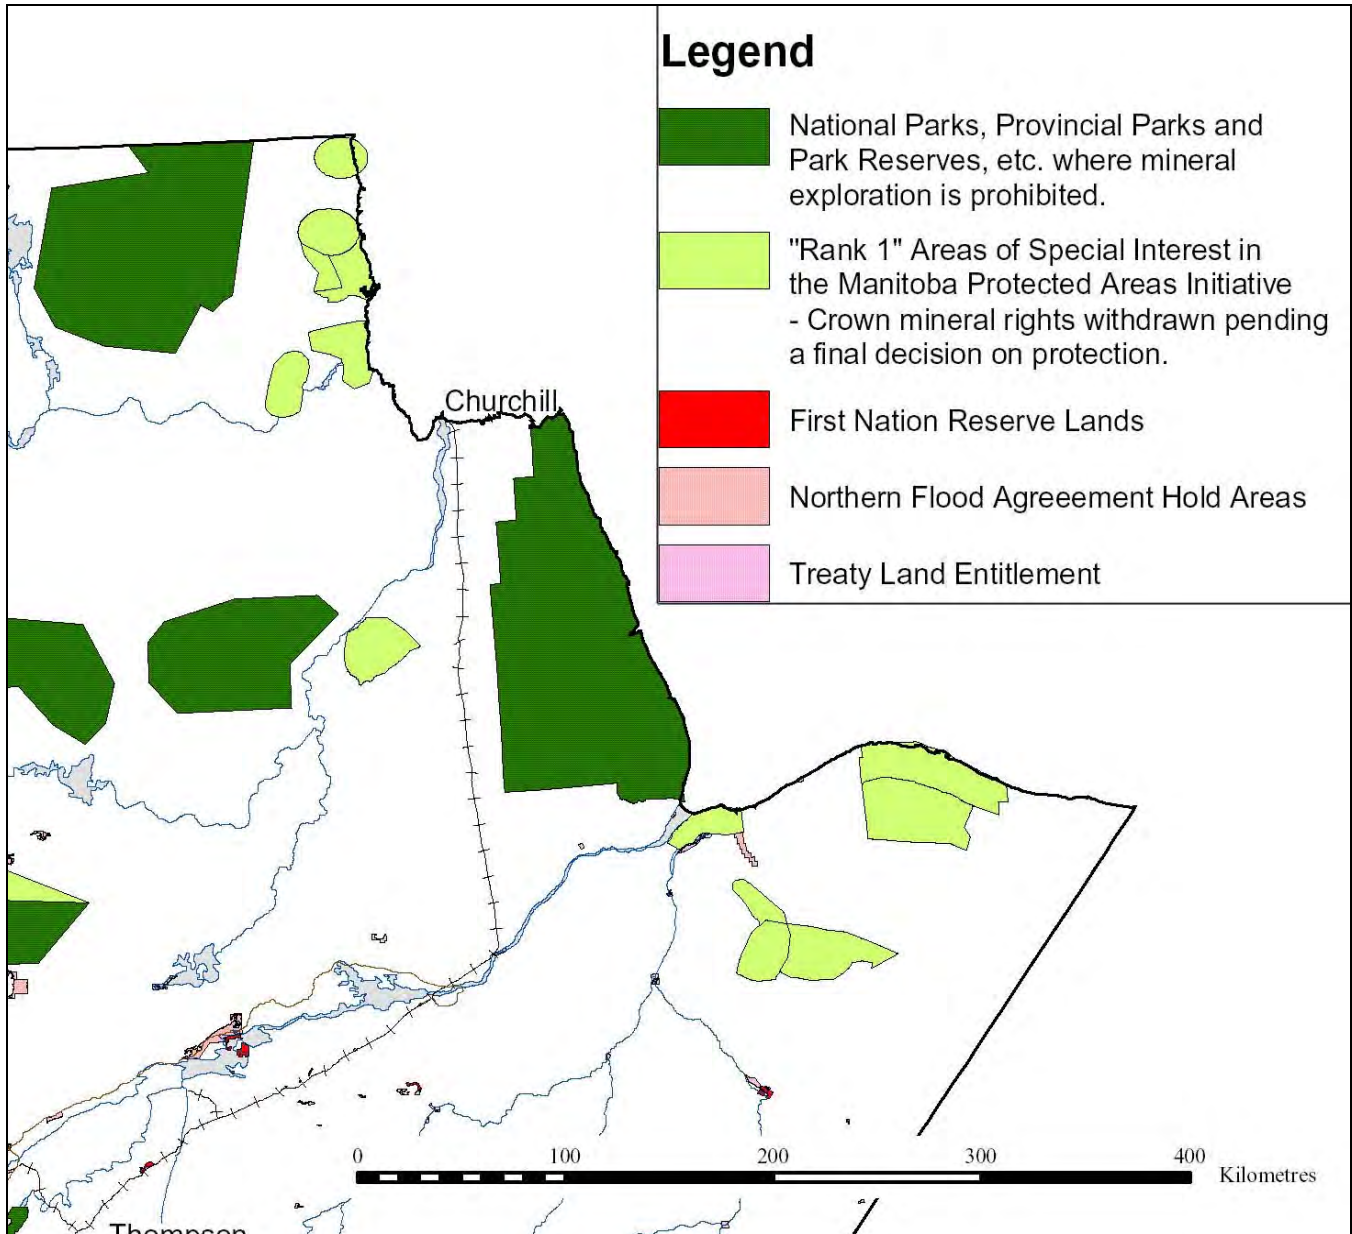 Legend
National Parks, Provincial Parks and
Park Reserves, etc. where mineral
exploration is prohibited.
"Rank 1" Areas of Special Interest in
the Manitoba Protected Areas Initiative
- Crown mineral rights withdrawn pending
a final decision on protection.
First Nation Reserve Lands
Northern Flood Agreeement Hold Areas
Treaty Land Entitlement
Churchill
0 100 200 300 400
Kilometres
Thompson